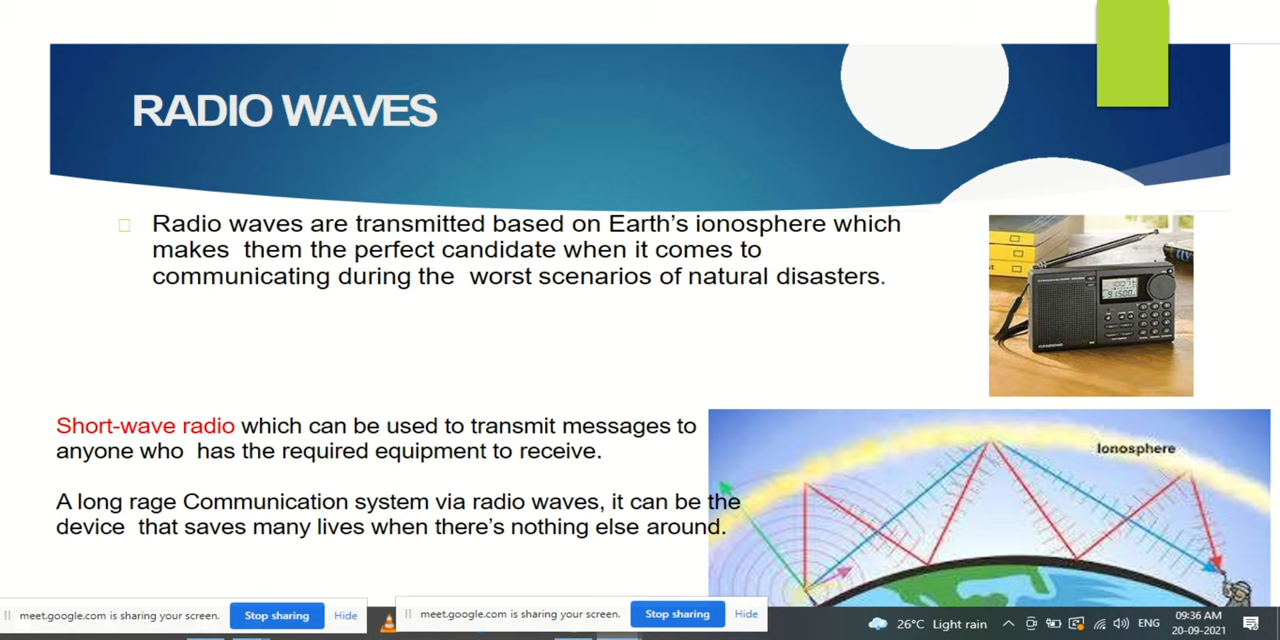 RADIO WAVES
Radio waves are transmitted based on Earth's ionosphere which
makes them the perfect candidate when it comes to
communicating during the worst scenarios of natural disasters.
Short-wave radio which can be used to transmit messages to
anyone who has the required equipment to receive.
A long rage Communication system via radio waves, it can be the
device that saves many lives when there's nothing else around.
Ionosphere
meet.google.com is sharing your screen. Stop sharing Hide
meet.google.com is sharing your screen. Stop sharing Hide
26°C Light rain
ENG
09:36 AM
20-09-2021